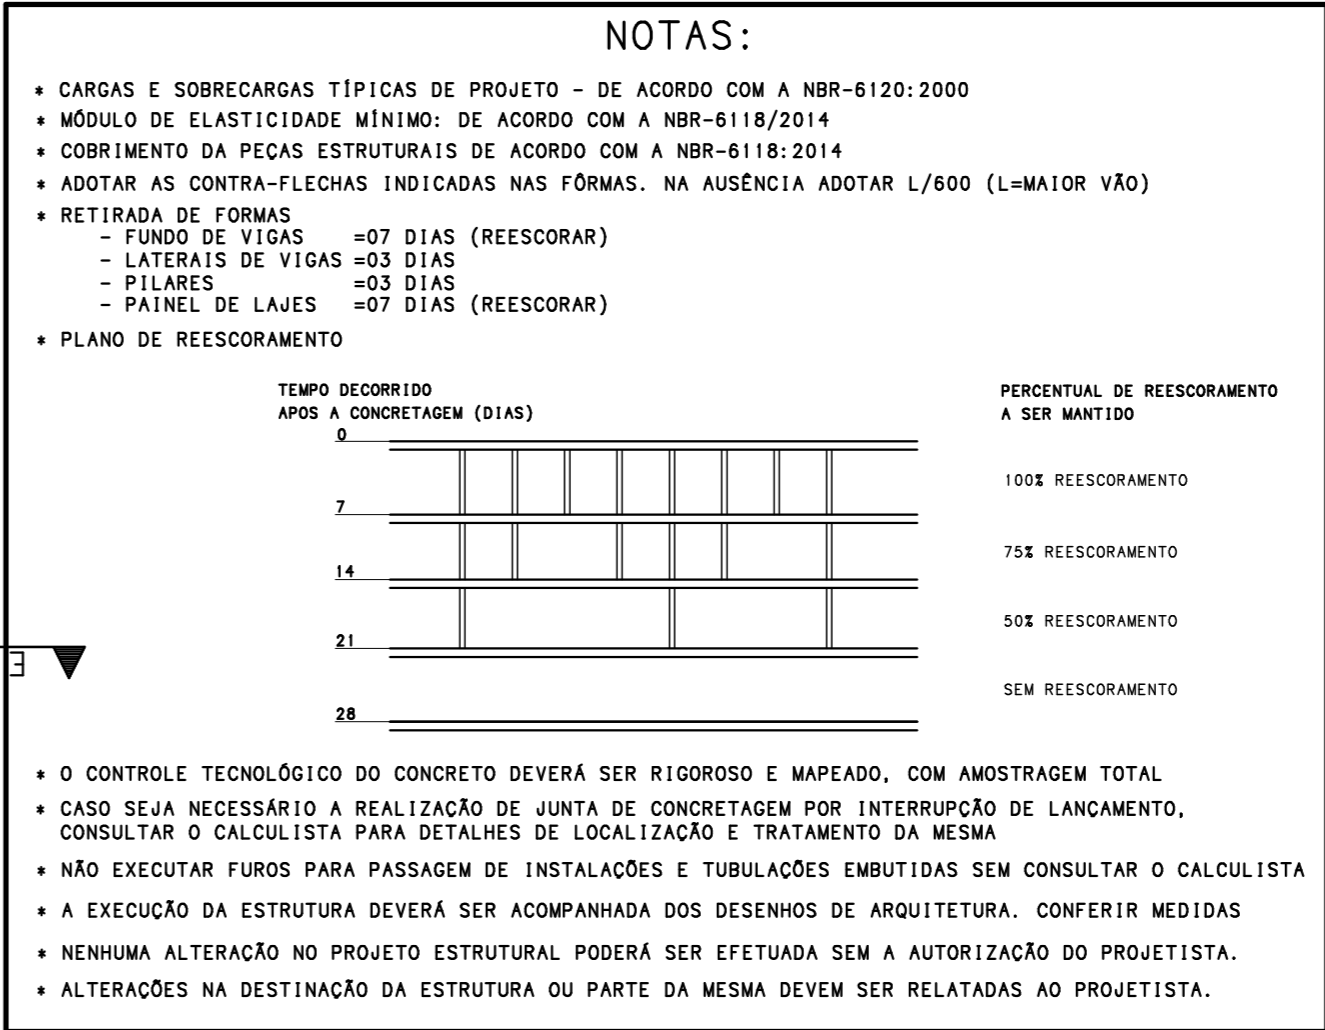 NOTAS:
* CARGAS E SOBRECARGAS TÍPICAS DE PROJETO - DE ACORDO COM A NBR-6120:2000
* MÓDULO DE ELASTICIDADE MÍNIMO: DE ACORDO COM A NBR-6118/2014
* COBRIMENTO DA PEÇAS ESTRUTURAIS DE ACORDO COM A NBR-6118:2014
* ADOTAR AS CONTRA-FLECHAS INDICADAS NAS FÔRMAS. NA AUSÊNCIA ADOTAR L/600 (L=MAIOR VÃO)
* RETIRADA DE FORMAS
- FUNDO DE VIGAS =07 DIAS (REESCORAR)
- LATERAIS DE VIGAS =03 DIAS
- PILARES =03 DIAS
- PAINEL DE LAJES =07 DIAS (REESCORAR)
* PLANO DE REESCORAMENTO
TEMPO DECORRIDO
APOS A CONCRETAGEM (DIAS)
PERCENTUAL DE REESCORAMENTO
A SER MANTIDO
0
100% REESCORAMENTO
7
75% REESCORAMENTO
14
50% REESCORAMENTO
21
E
SEM REESCORAMENTO
28
* O CONTROLE TECNOLÓGICO DO CONCRETO DEVERÁ SER RIGOROSO E MAPEADO, COM AMOSTRAGEM TOTAL
* CASO SEJA NECESSÁRIO A REALIZAÇÃO DE JUNTA DE CONCRETAGEM POR INTERRUPÇÃO DE LANÇAMENTO,
CONSULTAR O CALCULISTA PARA DETALHES DE LOCALIZAÇÃO E TRATAMENTO DA MESMA
* NÃO EXECUTAR FUROS PARA PASSAGEM DE INSTALAÇÕES E TUBULAÇÕES EMBUTIDAS SEM CONSULTAR O CALCULISTA
* A EXECUÇÃO DA ESTRUTURA DEVERÁ SER ACOMPANHADA DOS DESENHOS DE ARQUITETURA. CONFERIR MEDIDAS
* NENHUMA ALTERAÇÃO NO PROJETO ESTRUTURAL PODERÁ SER EFETUADA SEM A AUTORIZAÇÃO DO PROJETISTA.
* ALTERAÇÕES NA DESTINAÇÃO DA ESTRUTURA OU PARTE DA MESMA DEVEM SER RELATADAS AO PROJETISTA.